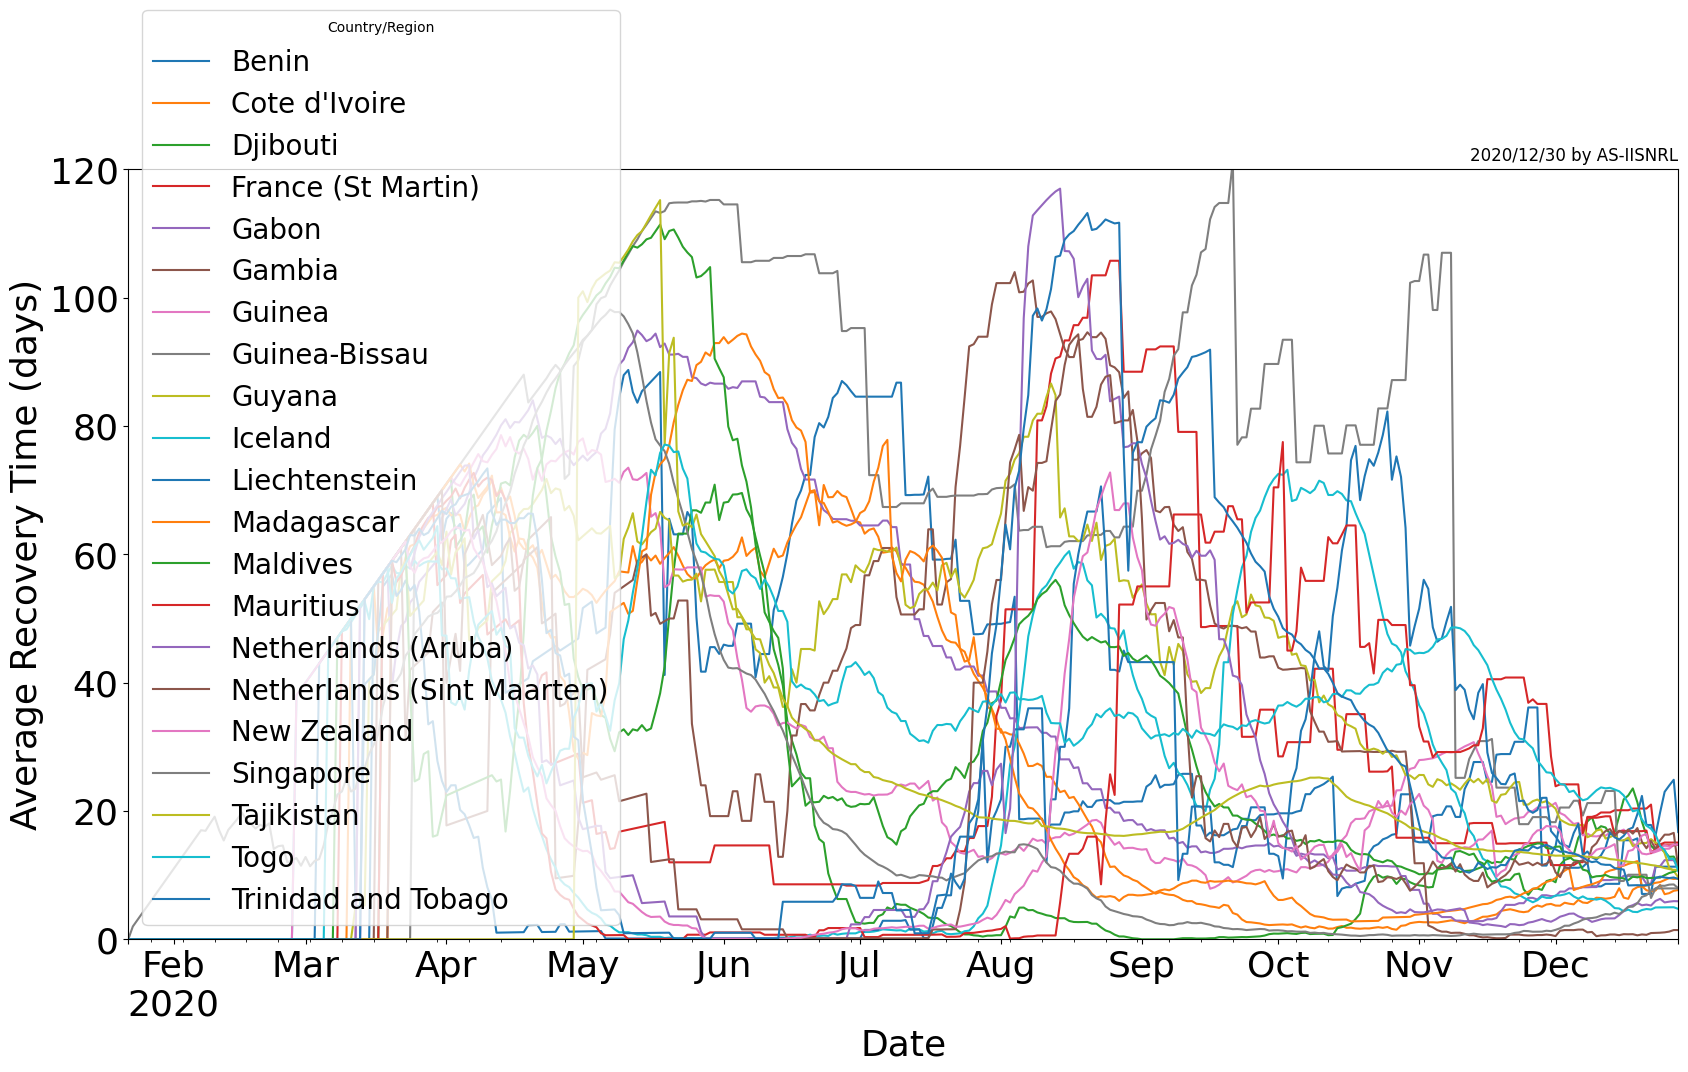 Country/Region
Benin
Cote d'Ivoire
Djibouti
France (St Martin)
Gabon
Gambia
Guinea
Guinea-Bissau
Guyana
Iceland
Liechtenstein
Madagascar
Maldives
Mauritius
Netherlands (Aruba)
Netherlands (Sint Maarten)
New Zealand
Singapore
Tajikistan
Togo
Trinidad and Tobago
2020/12/30 by AS-IISNRL
Average Recovery Time (days)
120
100
80
60
40
20
0
Feb Mar Apr May Jun Jul Aug Sep Oct Nov Dec
2020
Date